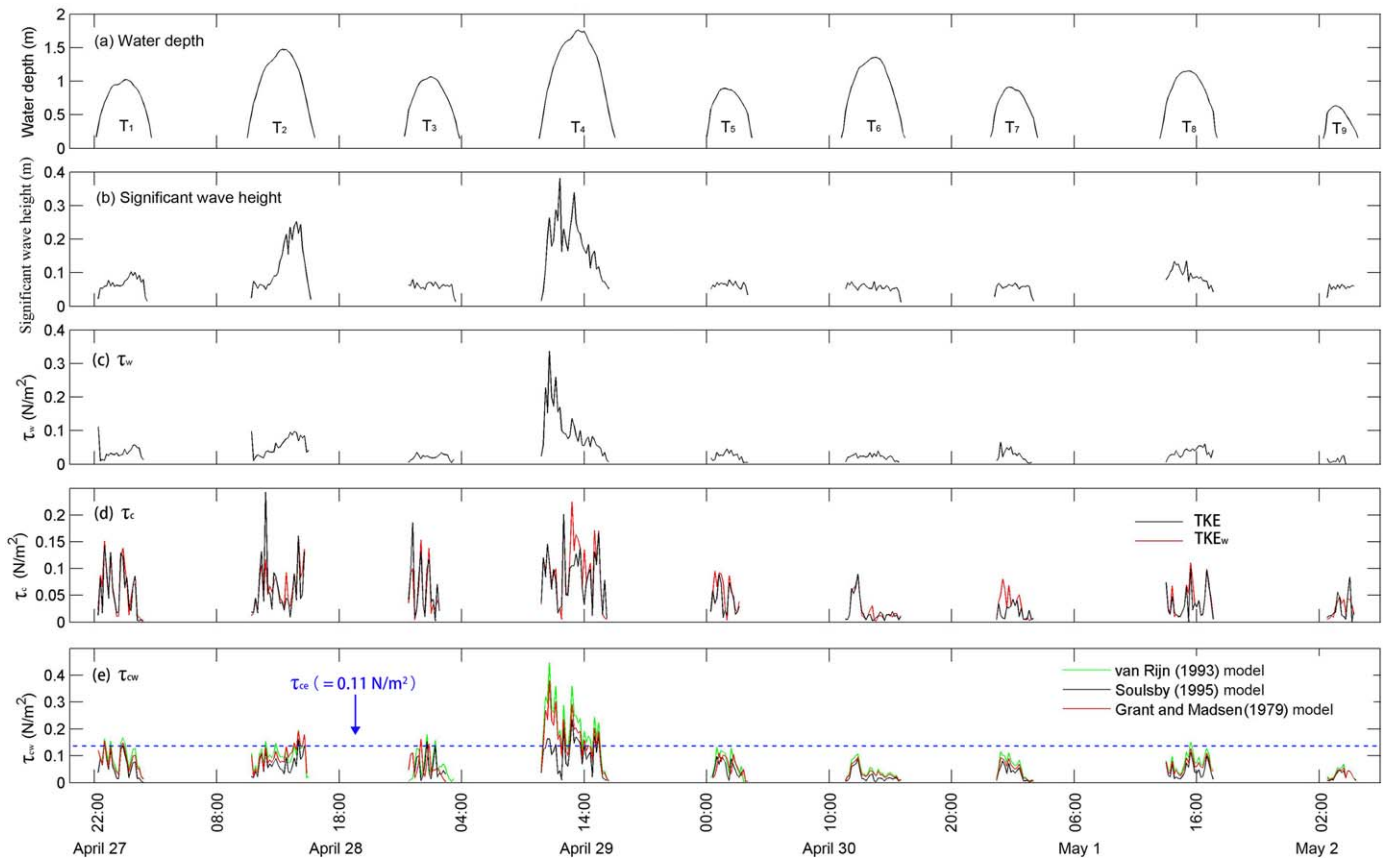 2
(a) Water depth
1.5
1
0.5
0
Water depth (m)
T1 T2 T3 T4 T5 T6 T7 T8 T9
0.4
(b) Significant wave height
0.3
0.2
0.1
0
Significant wave height (m)
0.4
(c) τw
0.3
0.2
0.1
0
τw (N/m²)
(d) τc
0.2
0.15
0.1
0.05
0
τc (N/m²)
TKE
TKEw
(e) τcw
0.4
0.3
0.2
0.1
0
τcw (N/m²)
τce (=0.11 N/m²)
van Rijn (1993) model
Soulsby (1995) model
Grant and Madsen (1979) model
22:00 08:00 18:00 04:00 14:00 00:00 10:00 20:00 06:00 16:00 02:00
April 27 April 28 April 29 April 30 May 1 May 2